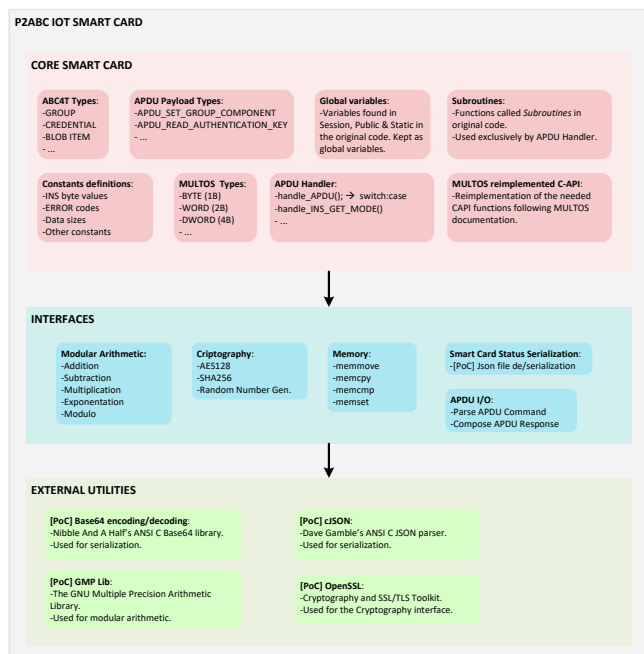 P2ABC IOT SMART CARD
CORE SMART CARD
ABC4T Types:
-GROUP
-CREDENTIAL
-BLOB ITEM
- ...
APDU Payload Types:
-APDU_SET_GROUP_COMPONENT
-APDU_READ_AUTHENTICATION_KEY
- ...
Global variables:
-Variables found in
Session, Public & Static in
the original code. Kept as
global variables.
Subroutines:
-Functions called Subroutines in
original code.
-Used exclusively by APDU Handler.
Constants definitions:
-INS byte values
-ERROR codes
-Data sizes
-Other constants
MULTOS Types:
-BYTE (1B)
-WORD (2B)
-DWORD (4B)
- ...
APDU Handler:
-handle_APDU(); → switch:case
-handle_INS_GET_MODE()
- ...
MULTOS reimplemented C-API:
-Reimplementation of the needed
CAPI functions following MULTOS
documentation.
INTERFACES
Modular Arithmetic:
-Addition
-Subtraction
-Multiplication
-Exponentation
-Modulo
Criptography:
-AES128
-SHA256
-Random Number Gen.
Memory:
-memmove
-memcpy
-memcmp
-memset
Smart Card Status Serialization:
-[PoC] Json file de/serialization
APDU I/O:
-Parse APDU Command
-Compose APDU Response
EXTERNAL UTILITIES
[PoC] Base64 encoding/decoding:
-Nibble And A Half's ANSI C Base64 library.
-Used for serialization.
[PoC] cJSON:
-Dave Gamble's ANSI C JSON parser.
-Used for serialization.
[PoC] GMP Lib:
-The GNU Multiple Precision Arithmetic
Library.
-Used for modular arithmetic.
[PoC] OpenSSL:
-Cryptography and SSL/TLS Toolkit.
-Used for the Cryptography interface.